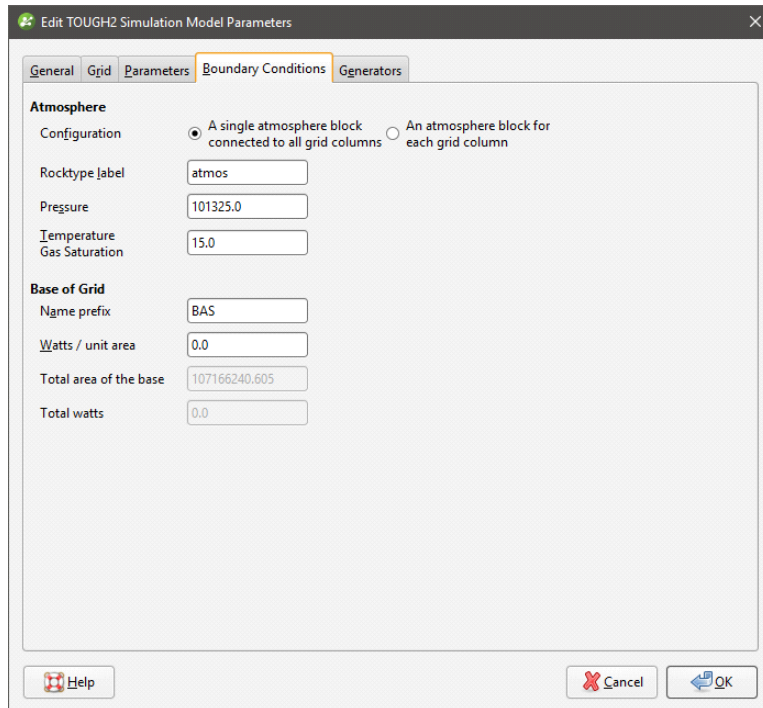 Edit TOUGH2 Simulation Model Parameters
General Grid Parameters Boundary Conditions Generators
Atmosphere
Configuration
A single atmosphere block
connected to all grid columns
An atmosphere block for
each grid column
Rocktype label atmos
Pressure 101325.0
Temperature
Gas Saturation
15.0
Base of Grid
Name prefix BAS
Watts / unit area 0.0
Total area of the base 107166240.605
Total watts 0.0
Help Cancel OK